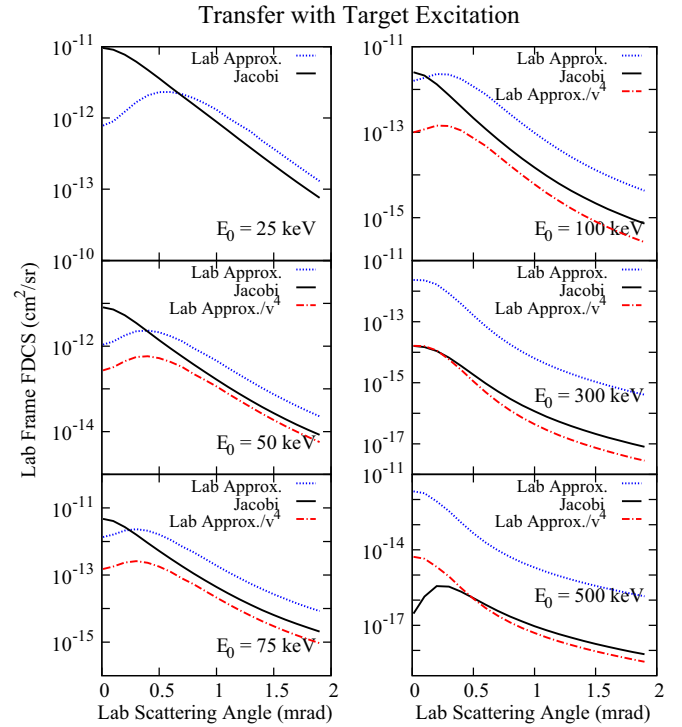 Transfer with Target Excitation
Lab Frame FDCS (cm²/sr)
10⁻¹¹
10⁻¹²
10⁻¹³
10⁻¹⁰
Lab Approx.
Jacobi
E₀ = 25 keV
10⁻¹²
10⁻¹⁴
Lab Approx.
Jacobi
Lab Approx./v⁴
E₀ = 50 keV
10⁻¹¹
10⁻¹³
10⁻¹⁵
Lab Approx.
Jacobi
Lab Approx./v⁴
E₀ = 75 keV
0 0.5 1 1.5 2
Lab Scattering Angle (mrad)
10⁻¹¹
10⁻¹³
10⁻¹⁵
10⁻¹¹
Lab Approx.
Jacobi
Lab Approx./v⁴
E₀ = 100 keV
10⁻¹³
10⁻¹⁵
10⁻¹⁷
10⁻¹¹
Lab Approx.
Jacobi
Lab Approx./v⁴
E₀ = 300 keV
10⁻¹⁴
10⁻¹⁷
Lab Approx.
Jacobi
Lab Approx./v⁴
E₀ = 500 keV
0 0.5 1 1.5 2
Lab Scattering Angle (mrad)